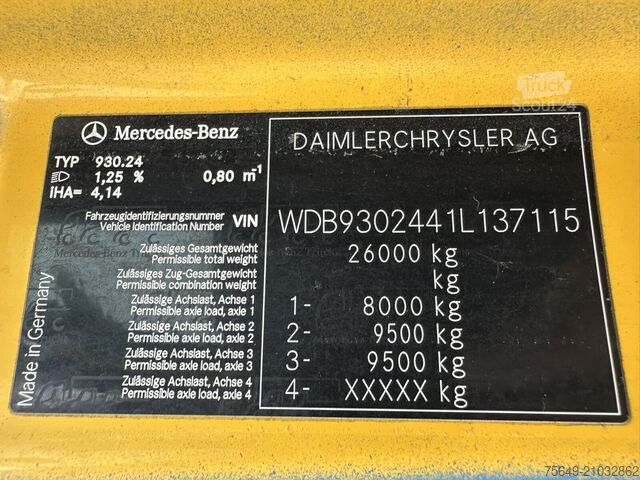 Truck
Scout24
Mercedes-Benz
DAIMLERCHRYSLER AG
TYP 930.24
1,25 % 0,80 m-1
iHA= 4,14
Fahrzeugidentifizierungsnummer
Vehicle Identification Number
VIN WDB9302441L137115
Zulässiges Gesamtgewicht
Permissible total weight
26000 kg
Zulässiges Zug-Gesamtgewicht
Permissible combination weight
kg
Zulässige Achslast, Achse 1
Permissible axle load, axle 1
1- 8000 kg
Zulässige Achslast, Achse 2
Permissible axle load, axle 2
2- 9500 kg
Zulässige Achslast, Achse 3
Permissible axle load, axle 3
3- 9500 kg
Zulässige Achslast, Achse 4
Permissible axle load, axle 4
4- XXXXX kg
Made in Germany
75649-21032862